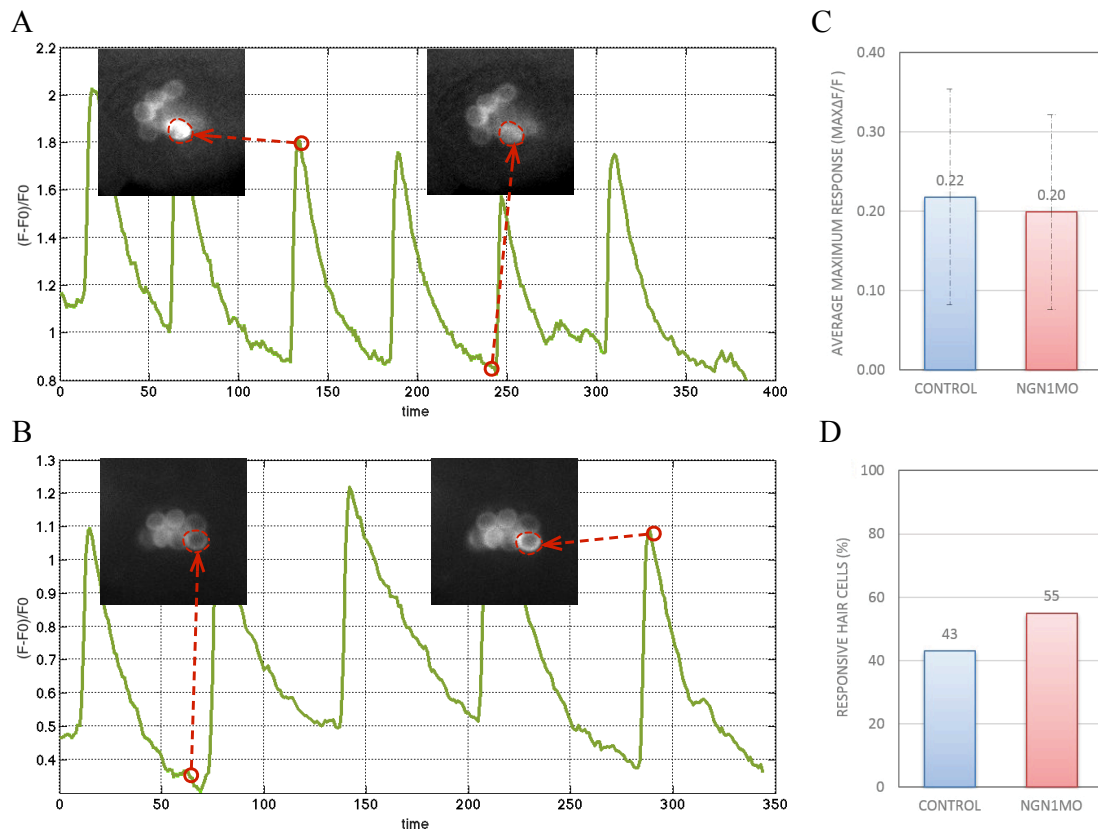 A
2.2
2
1.8
1.6
1.4
1.2
1
0.8
(F-F0)/F0
0 50 100 150 200 250 300 350 400
time
B
1.3
1.2
1.1
1
0.9
0.8
0.7
0.6
0.5
0.4
(F-F0)/F0
0 50 100 150 200 250 300 350
time
C
0.40
0.30
0.20
0.10
0.00
AVERAGE MAXIMUM RESPONSE (MAXΔF/F )
0.22
0.20
CONTROL NGN1MO
D
100
80
60
40
20
0
RESPONSIVE HAIR CELLS (%)
43
55
CONTROL NGN1MO